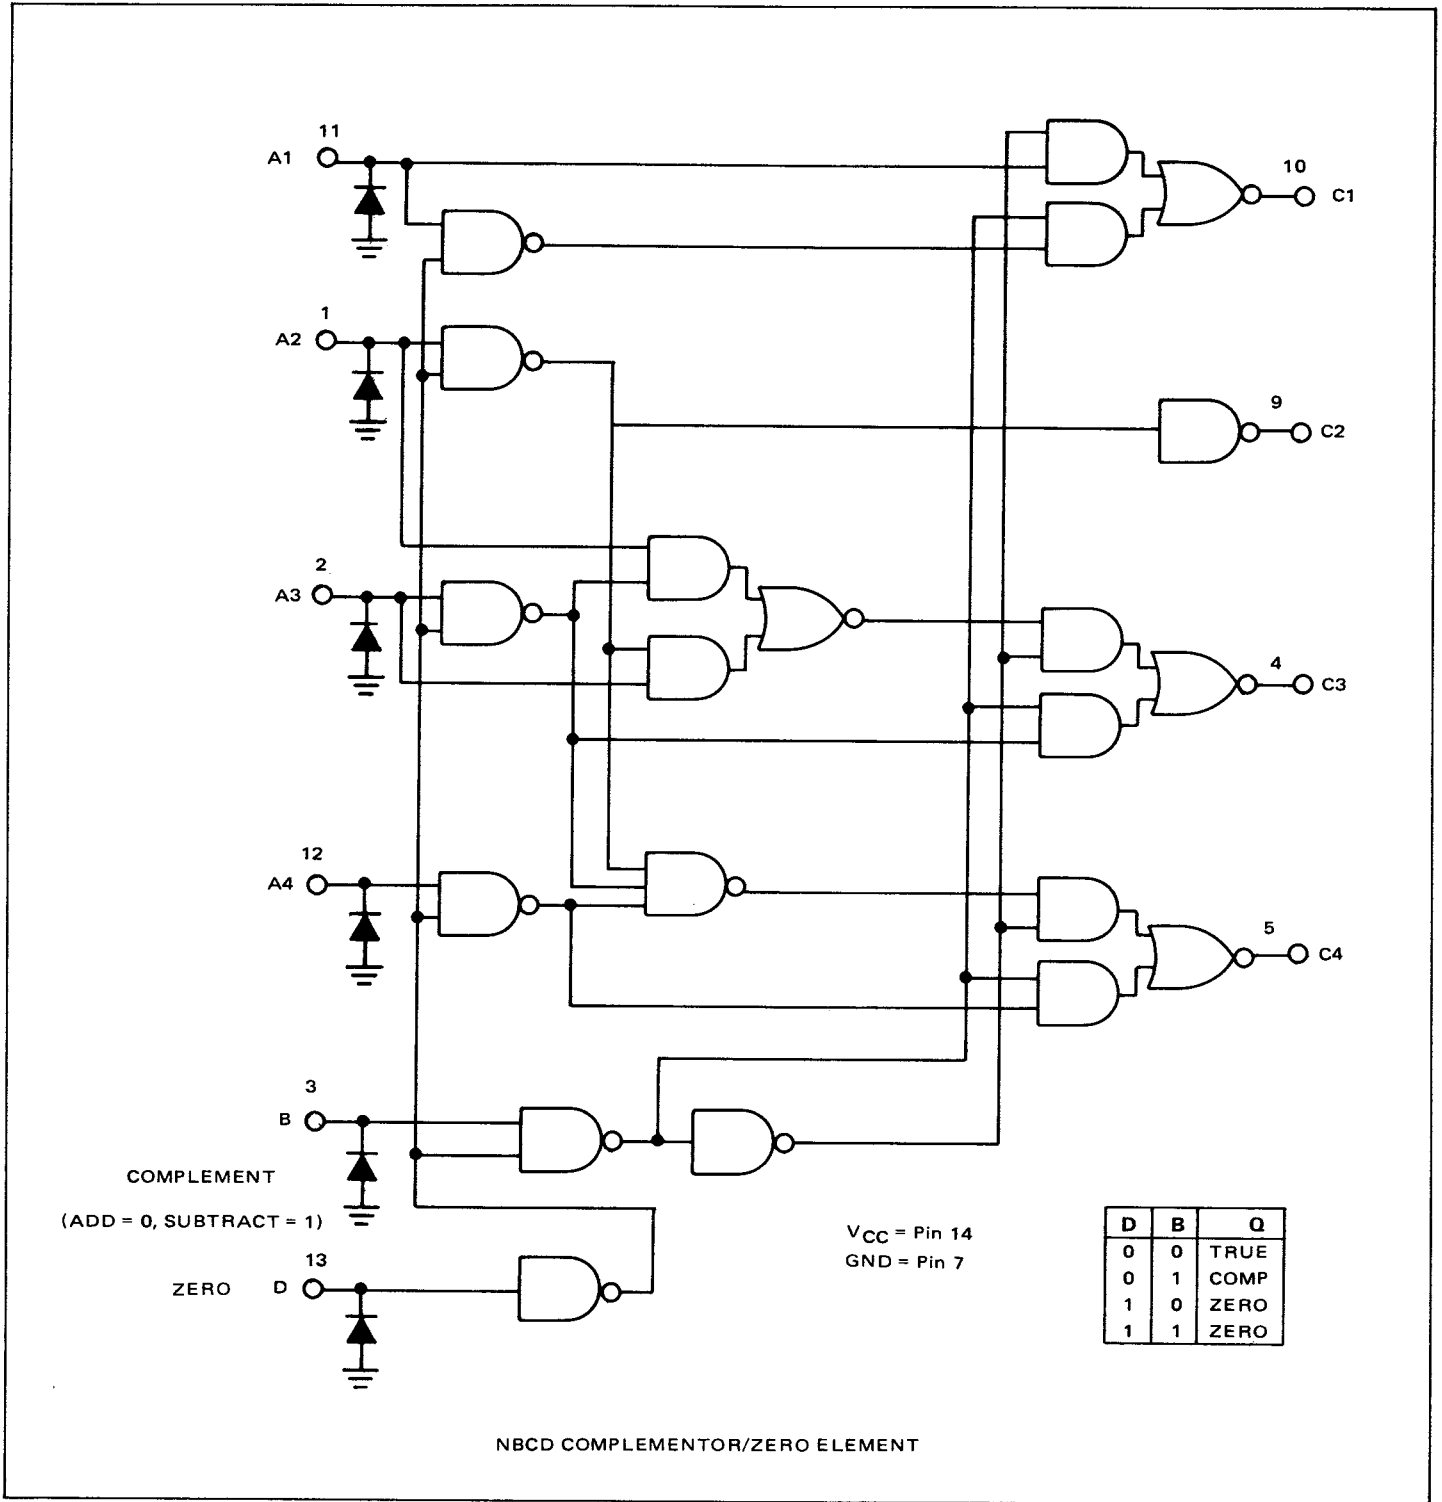 11
A1
10
C1
1
A2
9
C2
2
A3
4
C3
12
A4
5
C4
3
B
COMPLEMENT
(ADD = 0, SUBTRACT = 1)
13
ZERO D
VCC = Pin 14
GND = Pin 7
D B Q
0 0 TRUE
0 1 COMP
1 0 ZERO
1 1 ZERO
NBCD COMPLEMENTOR/ZERO ELEMENT